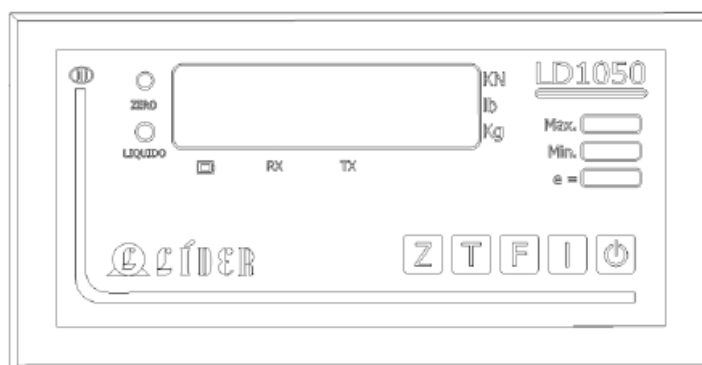 KN
LD1050
ZERO
lb
Kg
LIQUIDO
Max.
Min.
e =
RX TX
LÍDER
Z T F I